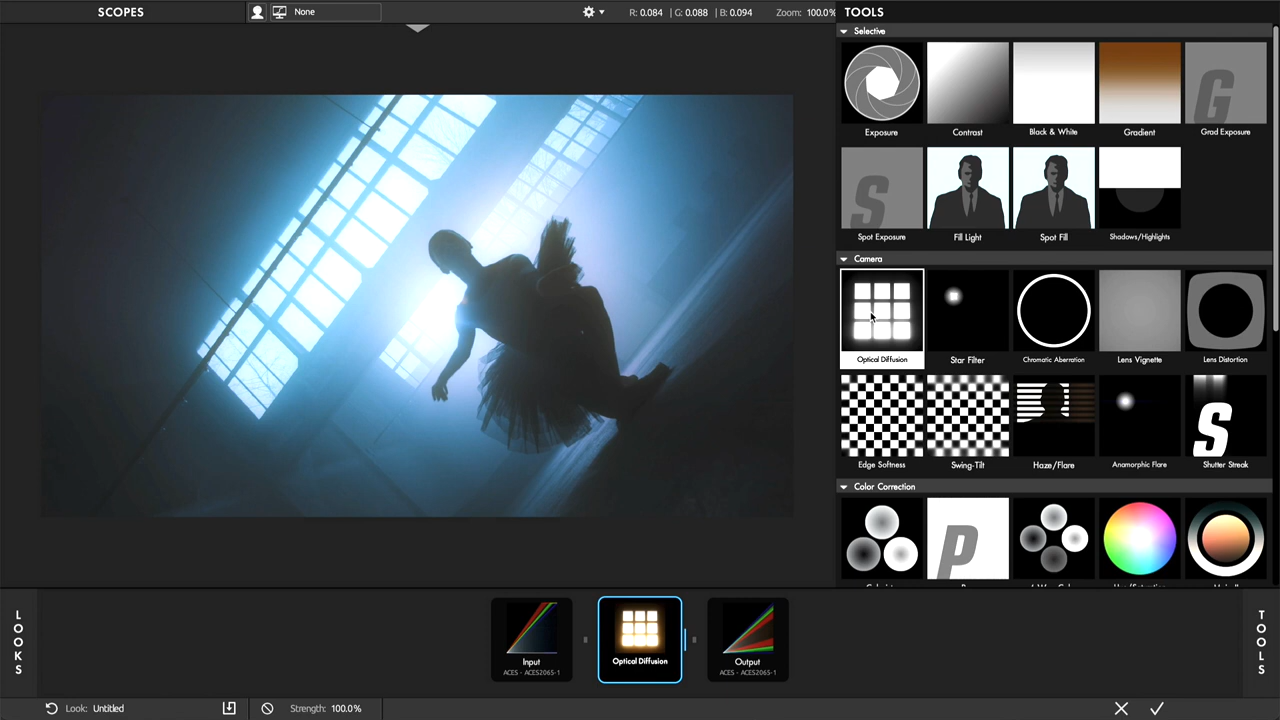 SCOPES
None
R: 0.084 | G: 0.088 | B: 0.094
Zoom: 100.0%
TOOLS
Selective
Exposure
Contrast
Black & White
Gradient
G
Grad Exposure
S
Spot Exposure
Fill Light
Spot Fill
Shadows/Highlights
Camera
Optical Diffusion
Star Filter
Chromatic Aberration
Lens Vignette
Lens Distortion
Edge Softness
Swing-Tilt
Haze/Flare
Anamorphic Flare
S
Shutter Streak
Color Correction
P
LOOKS
Input
ACES - ACES2065-1
Optical Diffusion
Output
ACES - ACES2065-1
TOOLS
Look: Untitled
Strength: 100.0%